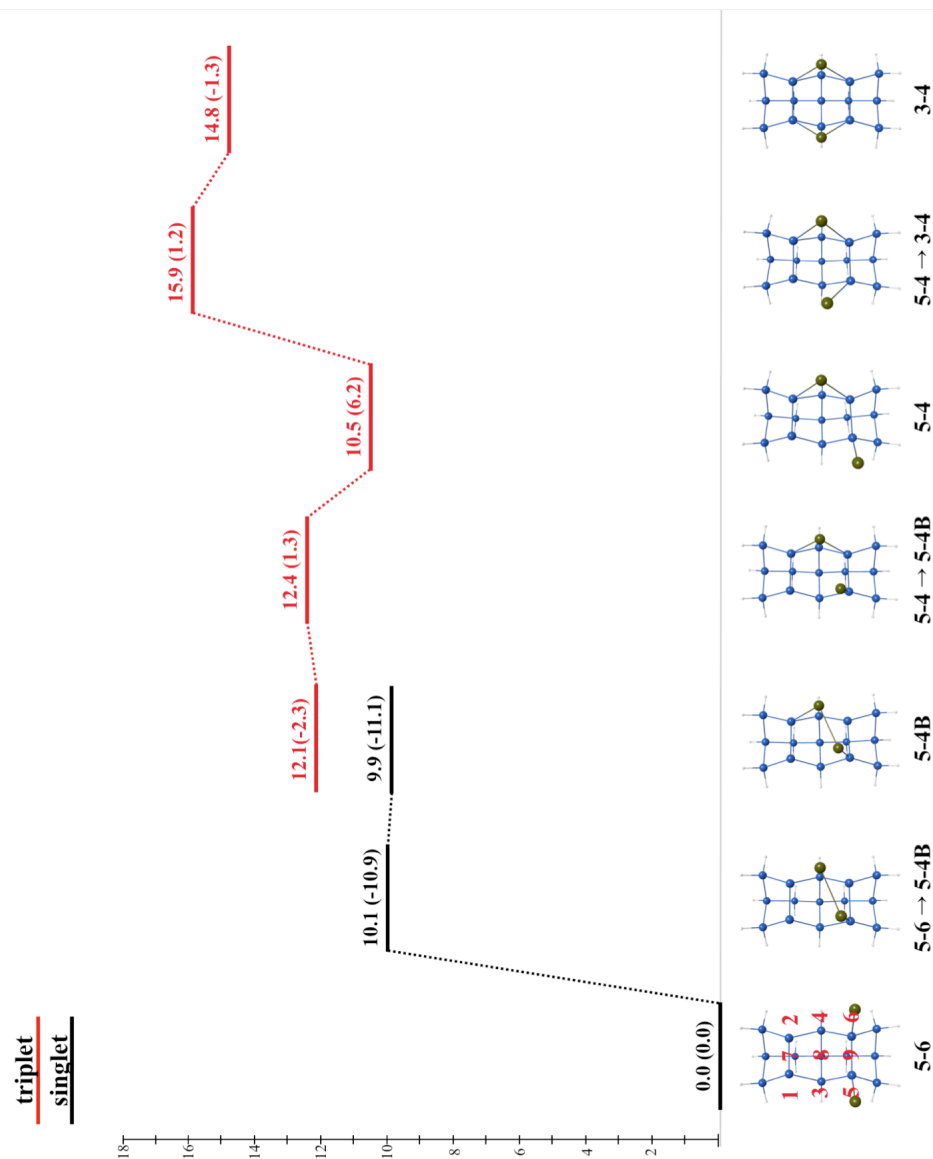 triplet
singlet
18
16
14
12
10
8
6
4
2
0.0 (0.0)
10.1 (-10.9)
9.9 (-11.1)
12.1(-2.3)
12.4 (1.3)
10.5 (6.2)
15.9 (1.2)
14.8 (-1.3)
1 2
7
3 8 4
5 9 6
5-6
5-6 → 5-4B
5-4B
5-4 → 5-4B
5-4
5-4 → 3-4
3-4